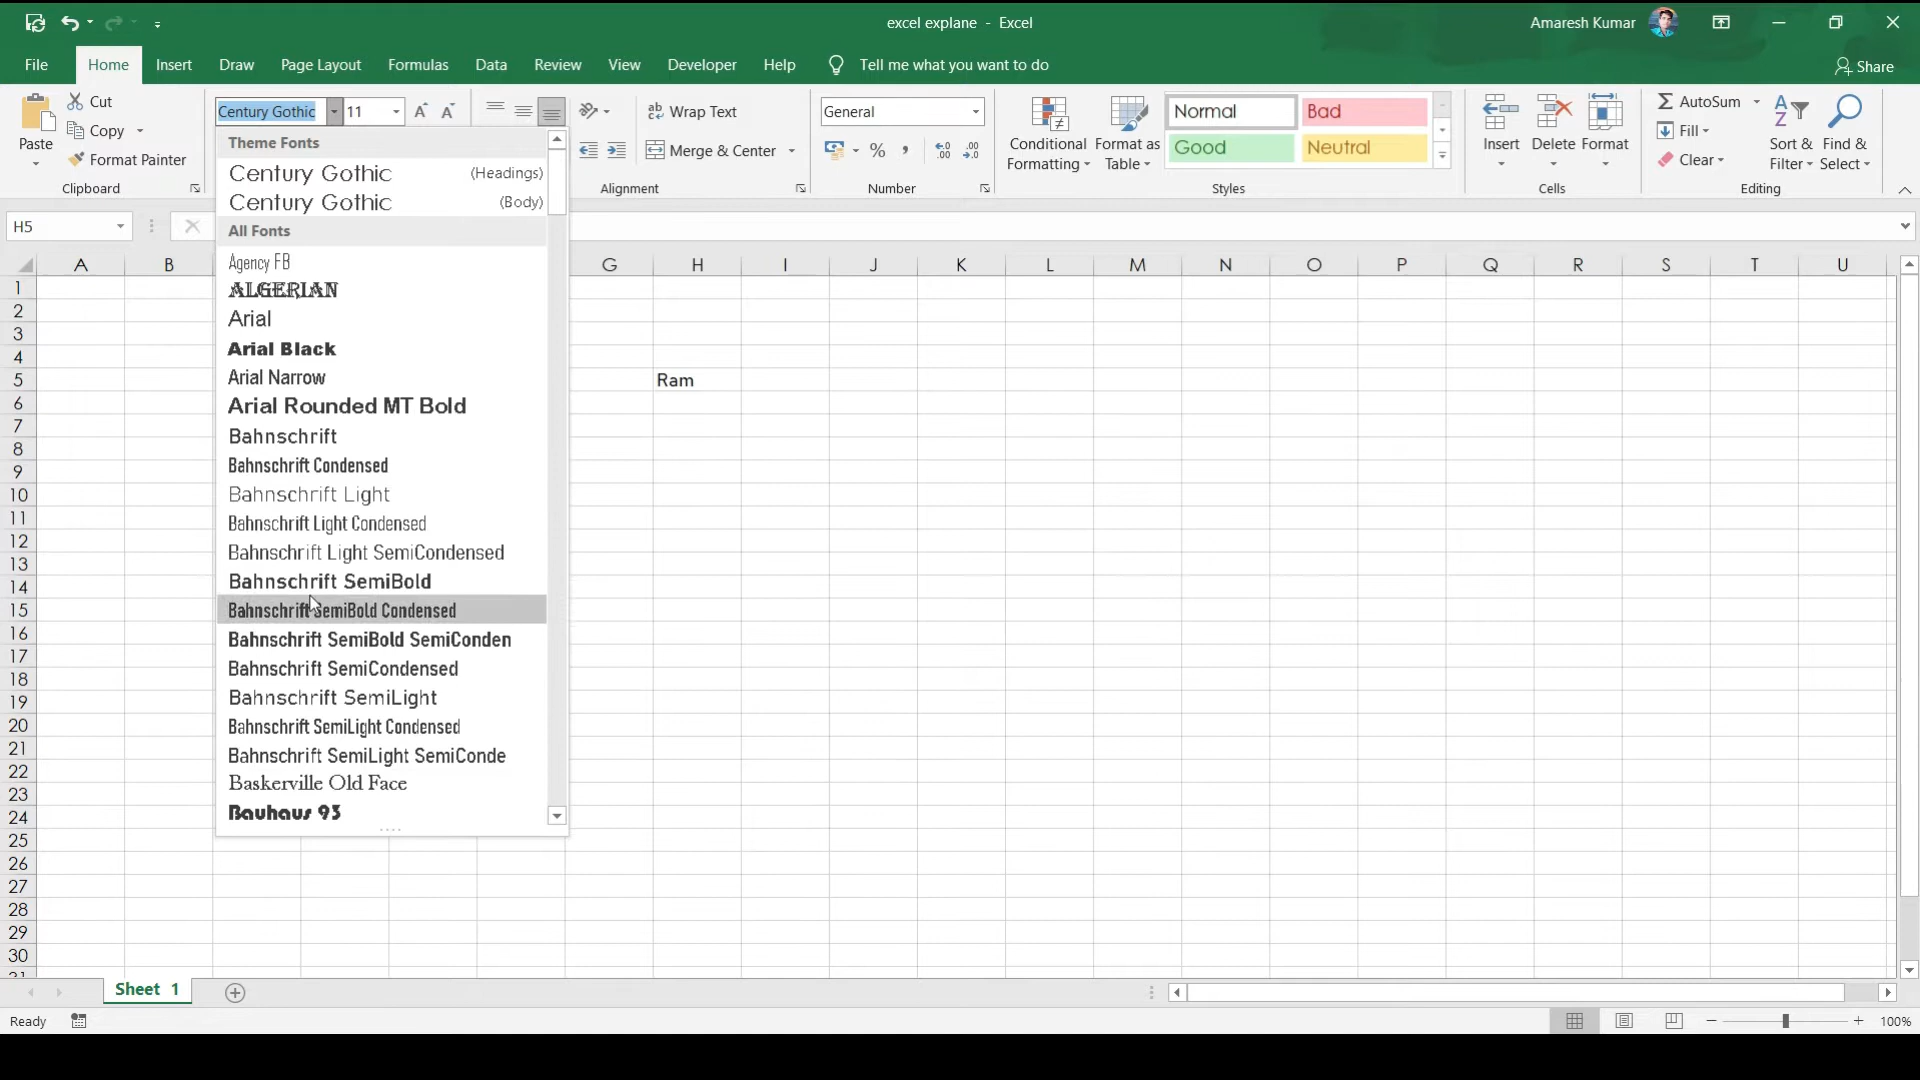 excel explane - Excel
Amaresh Kumar
File Home Insert Draw Page Layout Formulas Data Review View Developer Help Tell me what you want to do Share
Paste
Cut
Copy
Format Painter
Clipboard
Century Gothic 11
Wrap Text
Merge & Center
Alignment
General
% ,
Number
Conditional Formatting
Format as Table
Normal Bad
Good Neutral
Styles
Insert Delete Format
Cells
AutoSum
Fill
Clear
Sort & Filter
Find & Select
Editing
H5
Theme Fonts
Century Gothic (Headings)
Century Gothic (Body)
All Fonts
Agency FB
ALGERIAN
Arial
Arial Black
Arial Narrow
Arial Rounded MT Bold
Bahnschrift
Bahnschrift Condensed
Bahnschrift Light
Bahnschrift Light Condensed
Bahnschrift Light SemiCondensed
Bahnschrift SemiBold
Bahnschrift SemiBold Condensed
Bahnschrift SemiBold SemiConden
Bahnschrift SemiCondensed
Bahnschrift SemiLight
Bahnschrift SemiLight Condensed
Bahnschrift SemiLight SemiConde
Baskerville Old Face
Bauhaus 93
A B G H I J K L M N O P Q R S T U
1
2
3
4
5 Ram
6
7
8
9
10
11
12
13
14
15
16
17
18
19
20
21
22
23
24
25
26
27
28
29
30
Sheet 1
Ready
100%